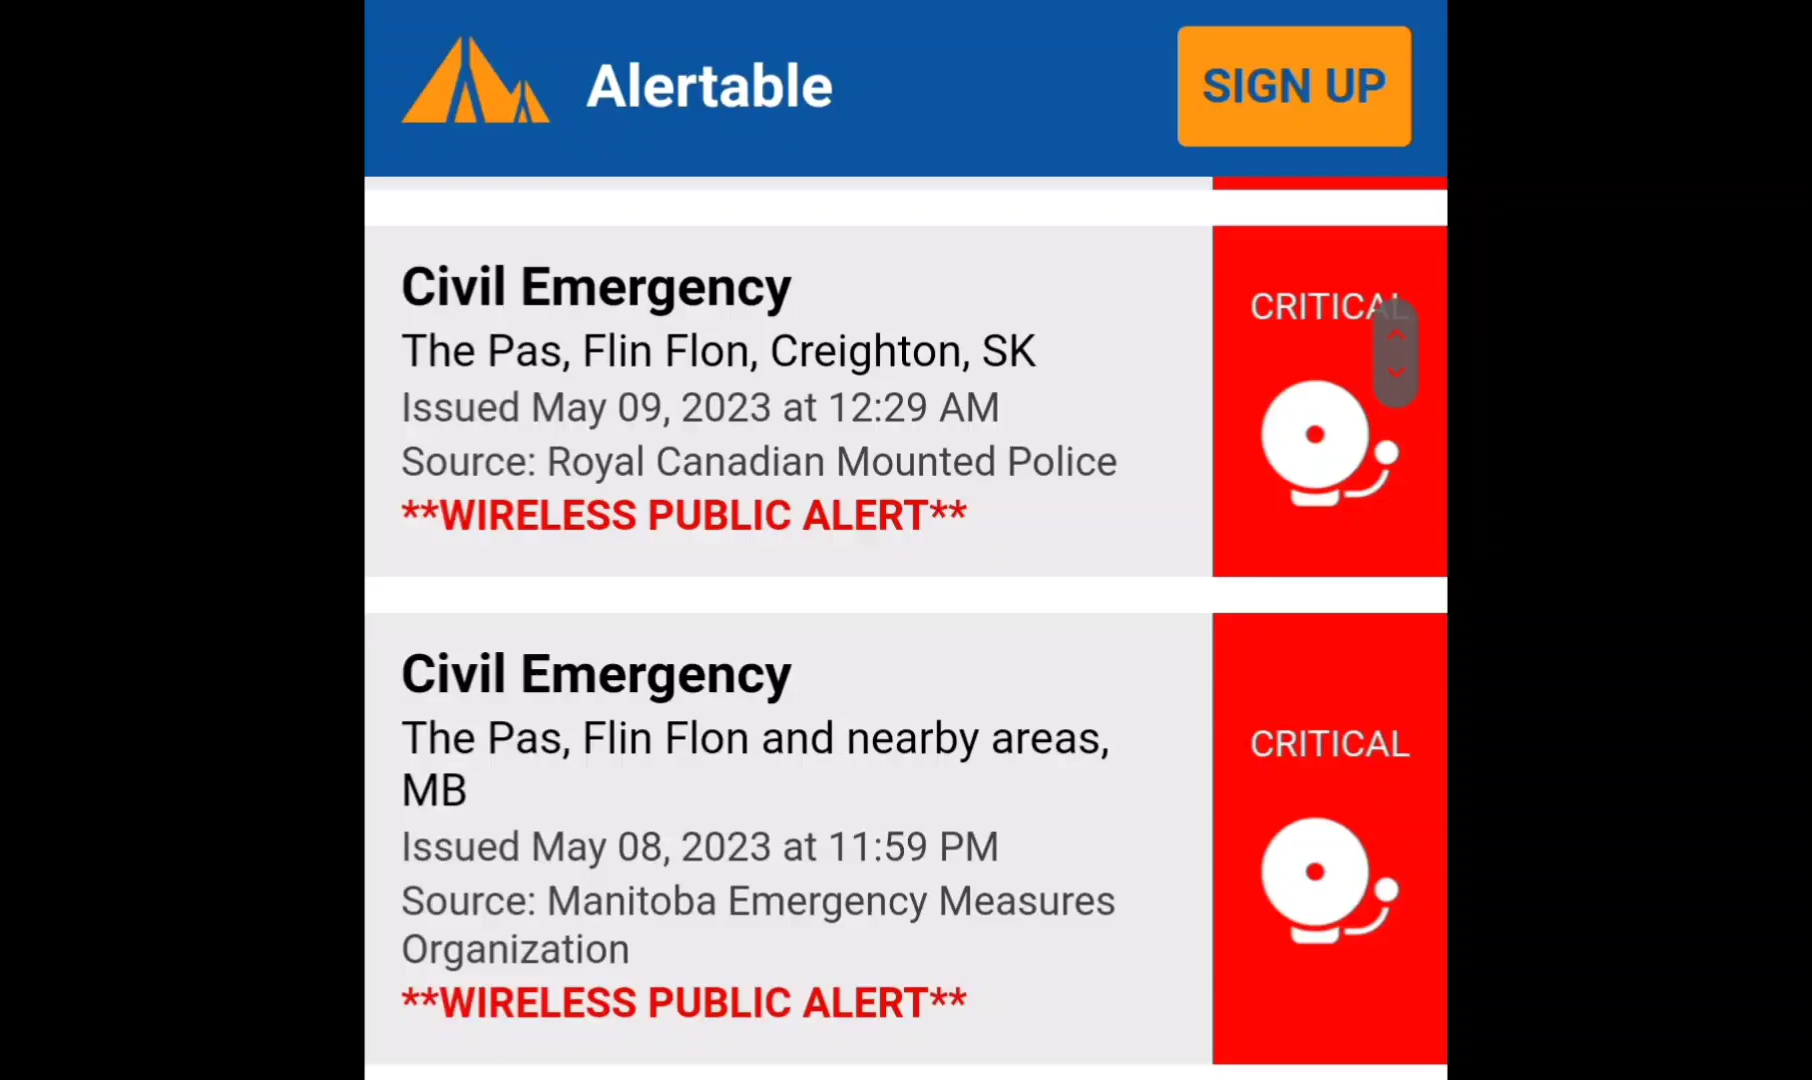 Alertable
SIGN UP
Civil Emergency
The Pas, Flin Flon, Creighton, SK
Issued May 09, 2023 at 12:29 AM
Source: Royal Canadian Mounted Police
**WIRELESS PUBLIC ALERT**
CRITICAL
Civil Emergency
The Pas, Flin Flon and nearby areas,
MB
Issued May 08, 2023 at 11:59 PM
Source: Manitoba Emergency Measures
Organization
**WIRELESS PUBLIC ALERT**
CRITICAL